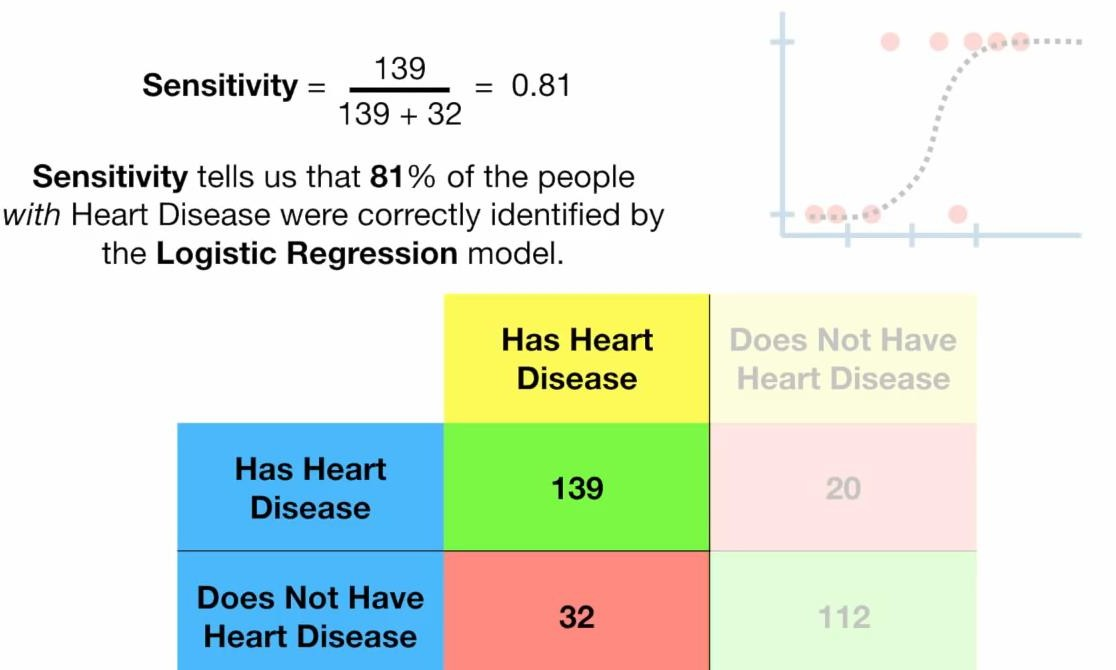 Sensitivity = 139 / 139 + 32 = 0.81
Sensitivity tells us that 81% of the people
with Heart Disease were correctly identified by
the Logistic Regression model.
Has Heart
Disease
Does Not Have
Heart Disease
Has Heart
Disease
139
20
Does Not Have
Heart Disease
32
112